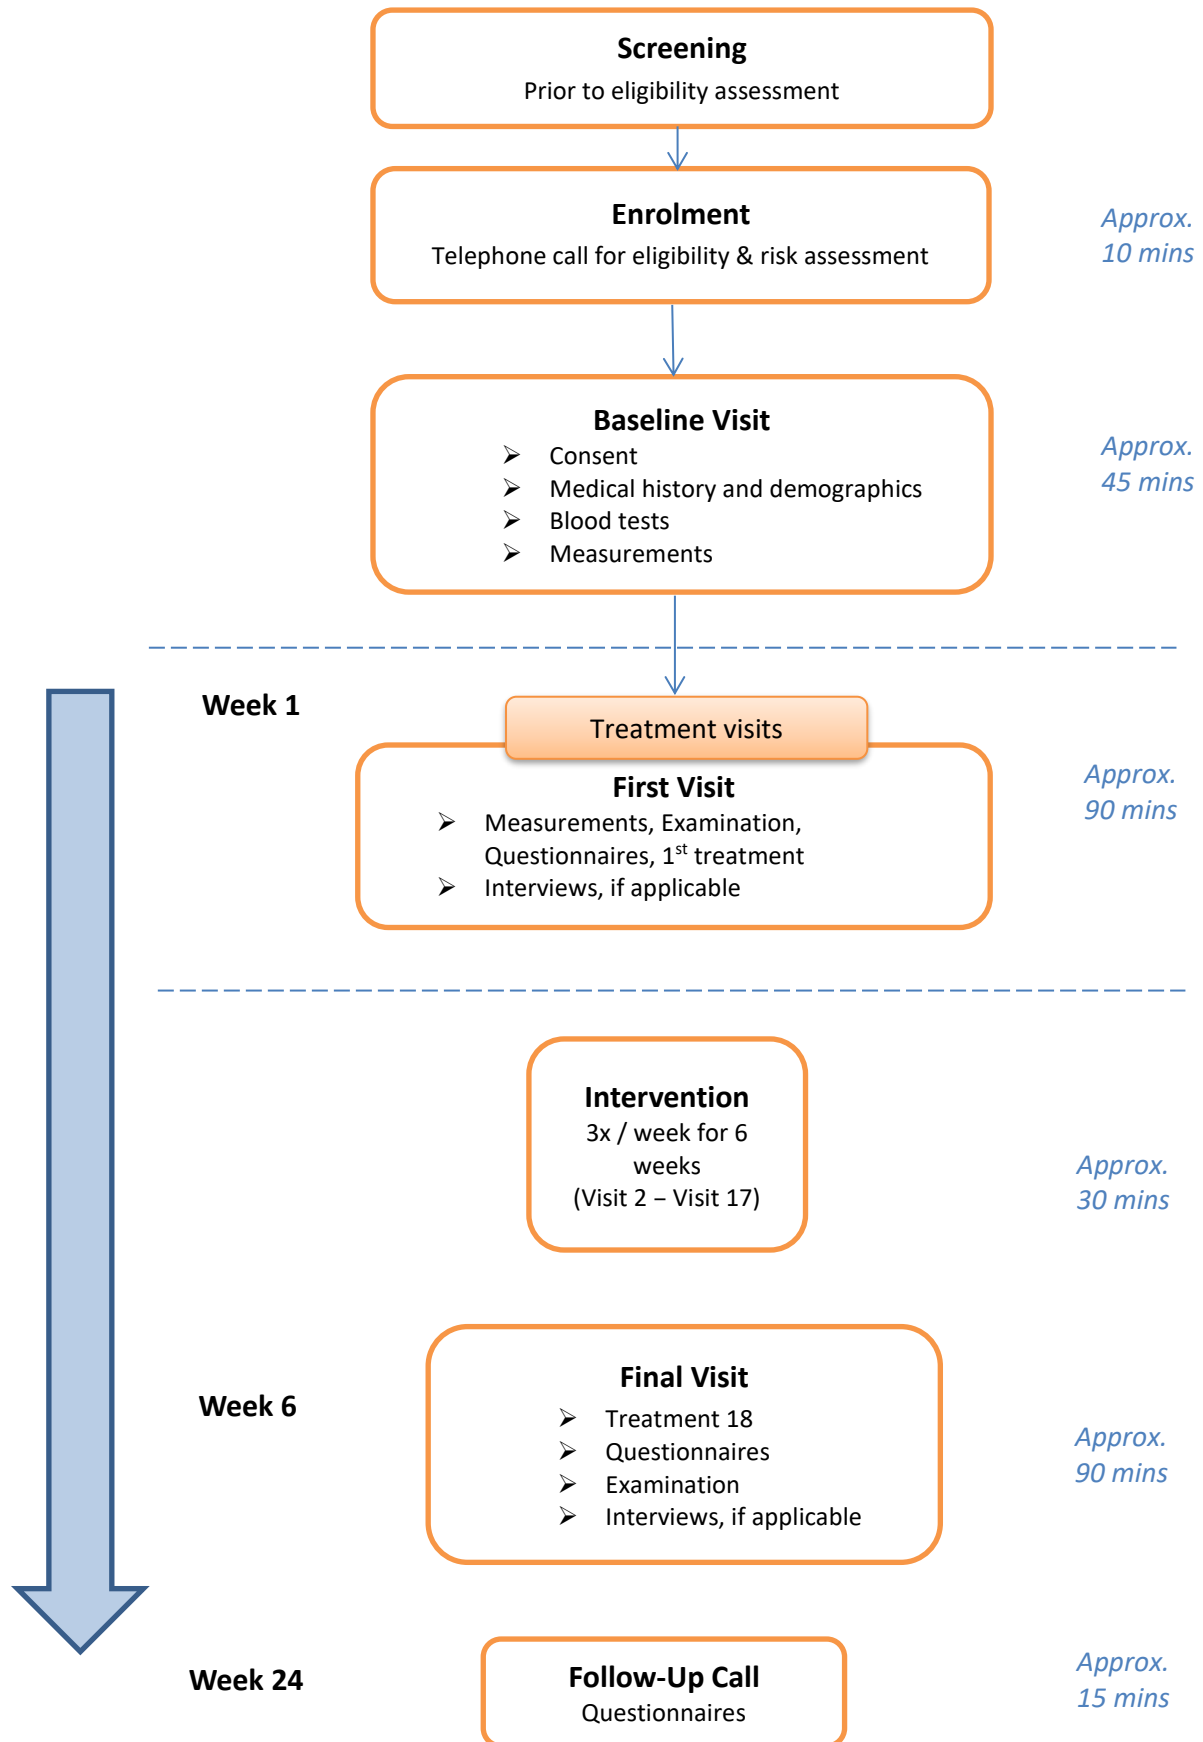 Screening
Prior to eligibility assessment
Enrolment
Telephone call for eligibility & risk assessment
Approx.
10 mins
Baseline Visit
➢ Consent
➢ Medical history and demographics
➢ Blood tests
➢ Measurements
Approx.
45 mins
Week 1
Treatment visits
First Visit
➢ Measurements, Examination,
Questionnaires, 1st treatment
➢ Interviews, if applicable
Approx.
90 mins
Intervention
3x / week for 6
weeks
(Visit 2 – Visit 17)
Approx.
30 mins
Week 6
Final Visit
➢ Treatment 18
➢ Questionnaires
➢ Examination
➢ Interviews, if applicable
Approx.
90 mins
Week 24
Follow-Up Call
Questionnaires
Approx.
15 mins